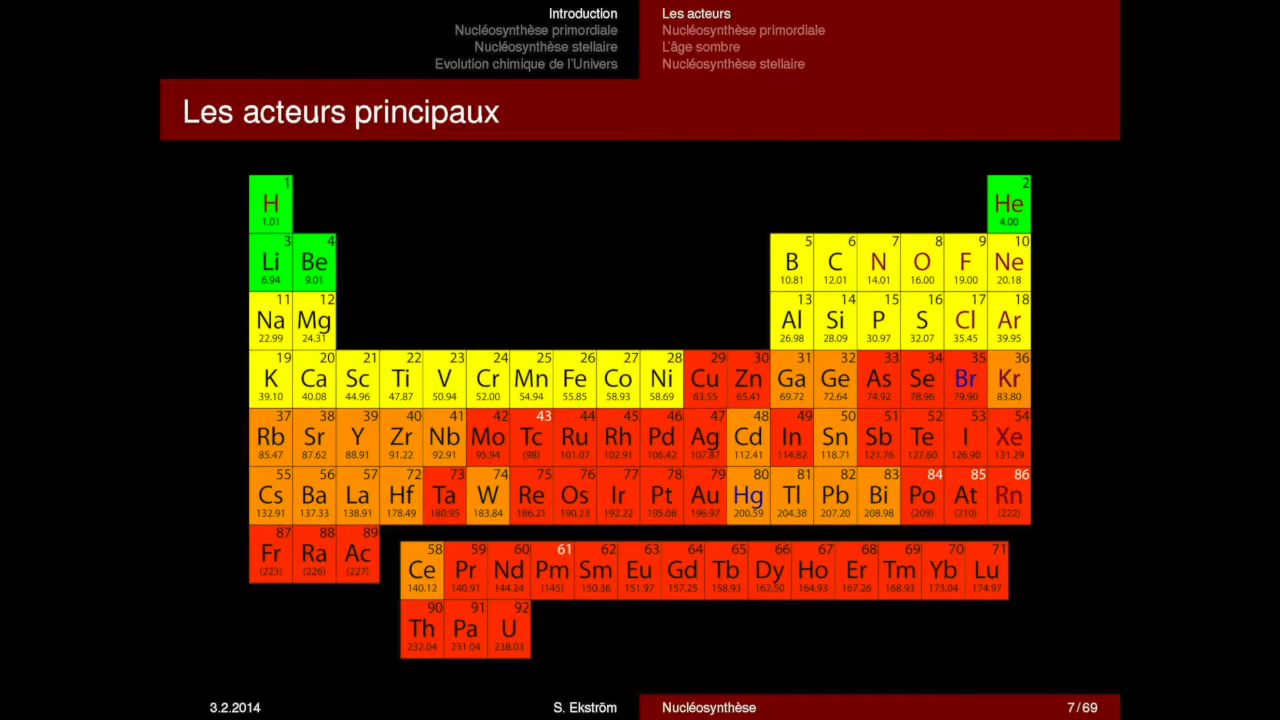 Introduction
Nucléosynthèse primordiale
Nucléosynthèse stellaire
Evolution chimique de l'Univers
Les acteurs
Nucléosynthèse primordiale
L'âge sombre
Nucléosynthèse stellaire
Les acteurs principaux
1 2
H He
1.01 4.00
3 4 5 6 7 8 9 10
Li Be B C N O F Ne
6.94 9.01 10.81 12.01 14.01 16.00 19.00 20.18
11 12 13 14 15 16 17 18
Na Mg Al Si P S Cl Ar
22.99 24.31 26.98 28.09 30.97 32.07 35.45 39.95
19 20 21 22 23 24 25 26 27 28 29 30 31 32 33 34 35 36
K Ca Sc Ti V Cr Mn Fe Co Ni Cu Zn Ga Ge As Se Br Kr
39.10 40.08 44.96 47.87 50.94 52.00 54.94 55.85 58.93 58.69 63.55 65.41 69.72 72.64 74.92 78.96 79.90 83.80
37 38 39 40 41 42 43 44 45 46 47 48 49 50 51 52 53 54
Rb Sr Y Zr Nb Mo Tc Ru Rh Pd Ag Cd In Sn Sb Te I Xe
85.47 87.62 88.91 91.22 92.91 95.94 (98) 101.07 102.91 106.42 107.87 112.41 114.82 118.71 121.76 127.60 126.90 131.29
55 56 57 72 73 74 75 76 77 78 79 80 81 82 83 84 85 86
Cs Ba La Hf Ta W Re Os Ir Pt Au Hg Tl Pb Bi Po At Rn
132.91 137.33 138.91 178.49 180.95 183.84 186.21 190.23 192.22 195.08 196.97 200.59 204.38 207.20 208.98 (209) (210) (222)
87 88 89
Fr Ra Ac
(223) (226) (227)
58 59 60 61 62 63 64 65 66 67 68 69 70 71
Ce Pr Nd Pm Sm Eu Gd Tb Dy Ho Er Tm Yb Lu
140.12 140.91 144.24 (145) 150.36 151.97 157.25 158.93 162.50 164.93 167.26 168.93 173.04 174.97
90 91 92
Th Pa U
232.04 231.04 238.03
3.2.2014 S. Ekström Nucléosynthèse 7/69